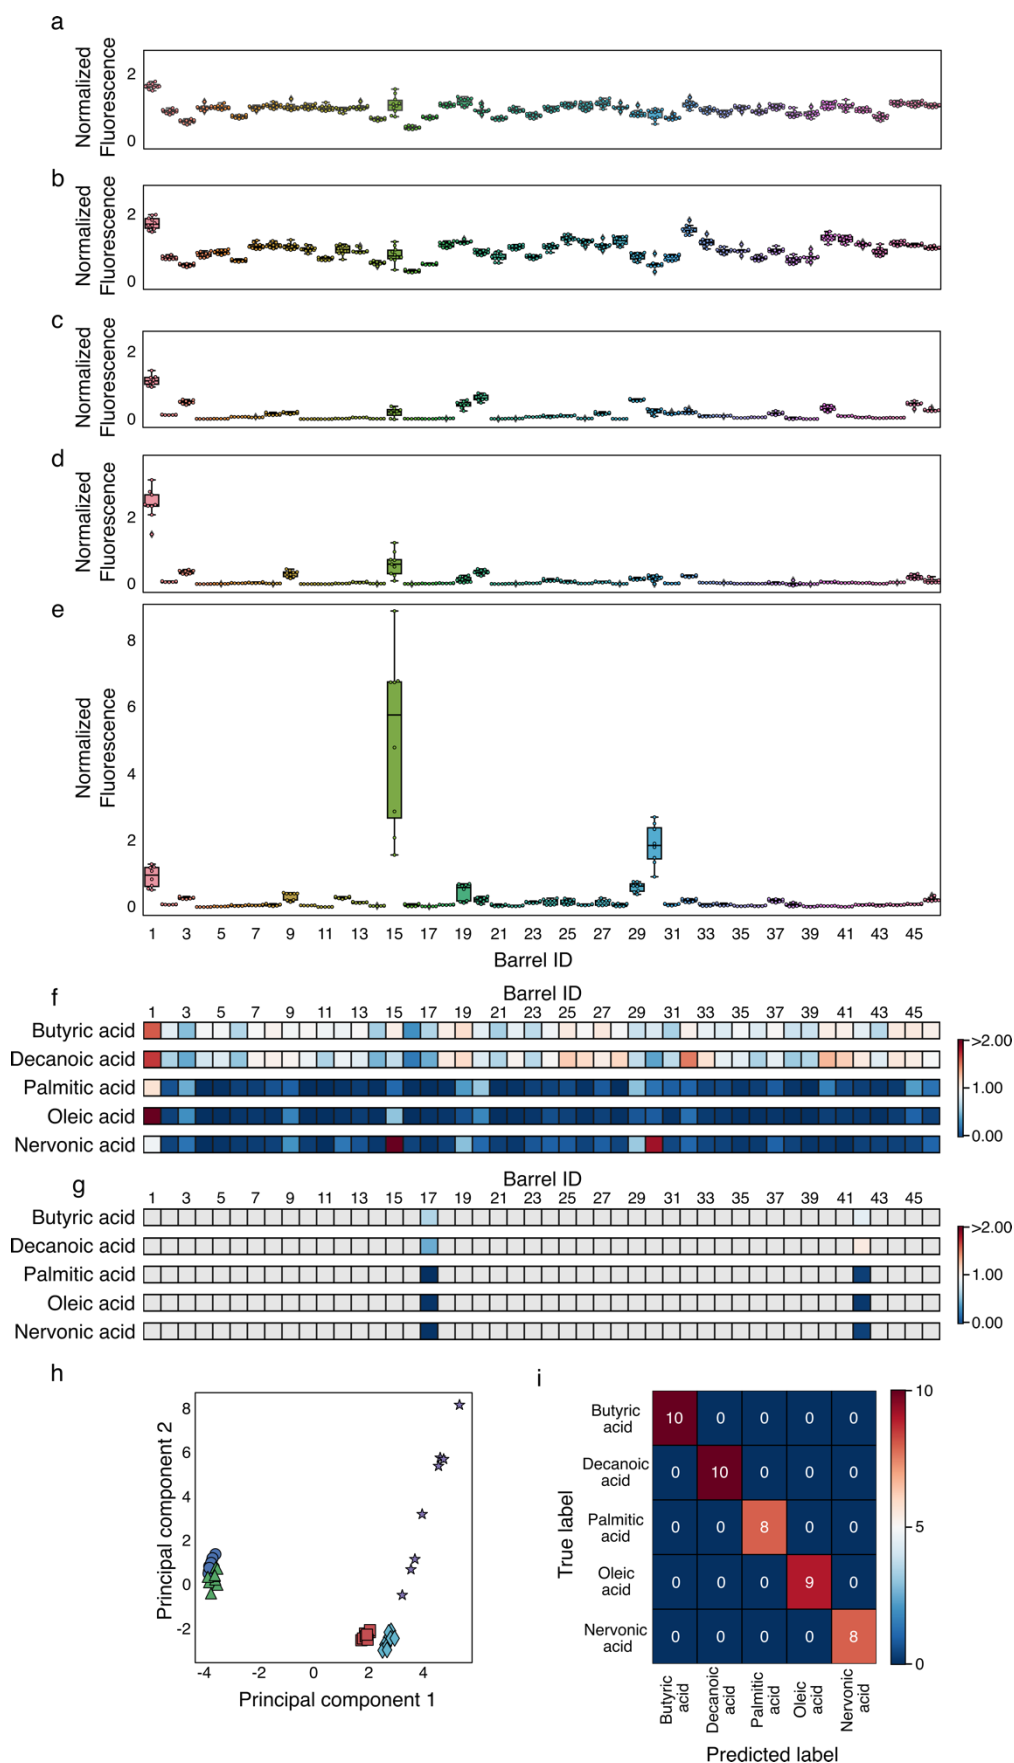 a
Normalized
Fluorescence
2
0
b
Normalized
Fluorescence
2
0
c
Normalized
Fluorescence
2
0
d
Normalized
Fluorescence
2
0
e
Normalized
Fluorescence
8
6
4
2
0
1 3 5 7 9 11 13 15 17 19 21 23 25 27 29 31 33 35 37 39 41 43 45
Barrel ID
f
Barrel ID
1 3 5 7 9 11 13 15 17 19 21 23 25 27 29 31 33 35 37 39 41 43 45
Butyric acid
Decanoic acid
Palmitic acid
Oleic acid
Nervonic acid
>2.00
1.00
0.00
g
Barrel ID
1 3 5 7 9 11 13 15 17 19 21 23 25 27 29 31 33 35 37 39 41 43 45
Butyric acid
Decanoic acid
Palmitic acid
Oleic acid
Nervonic acid
>2.00
1.00
0.00
h
Principal component 2
8
6
4
2
0
-2
-4 -2 0 2 4
Principal component 1
i
True label
Butyric
acid
10 0 0 0 0
Decanoic
acid
0 10 0 0 0
Palmitic
acid
0 0 8 0 0
Oleic
acid
0 0 0 9 0
Nervonic
acid
0 0 0 0 8
Butyric
acid
Decanoic
acid
Palmitic
acid
Oleic
acid
Nervonic
acid
Predicted label
10
5
0